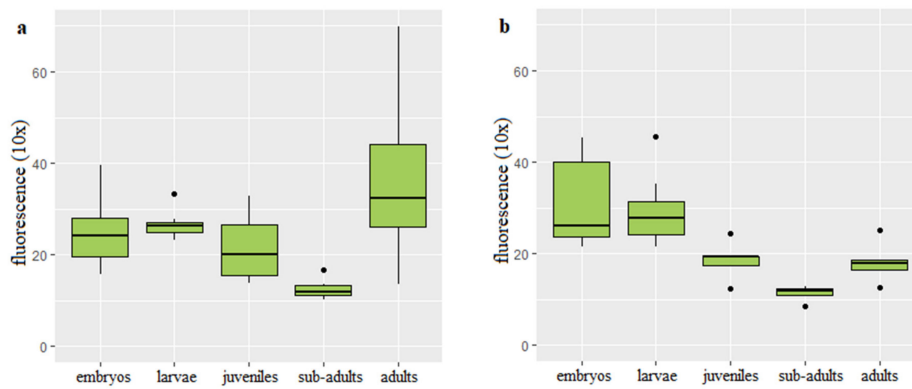 a
fluorescence (10x)
60
40
20
0
embryos larvae juveniles sub-adults adults
b
fluorescence (10x)
60
40
20
0
embryos larvae juveniles sub-adults adults